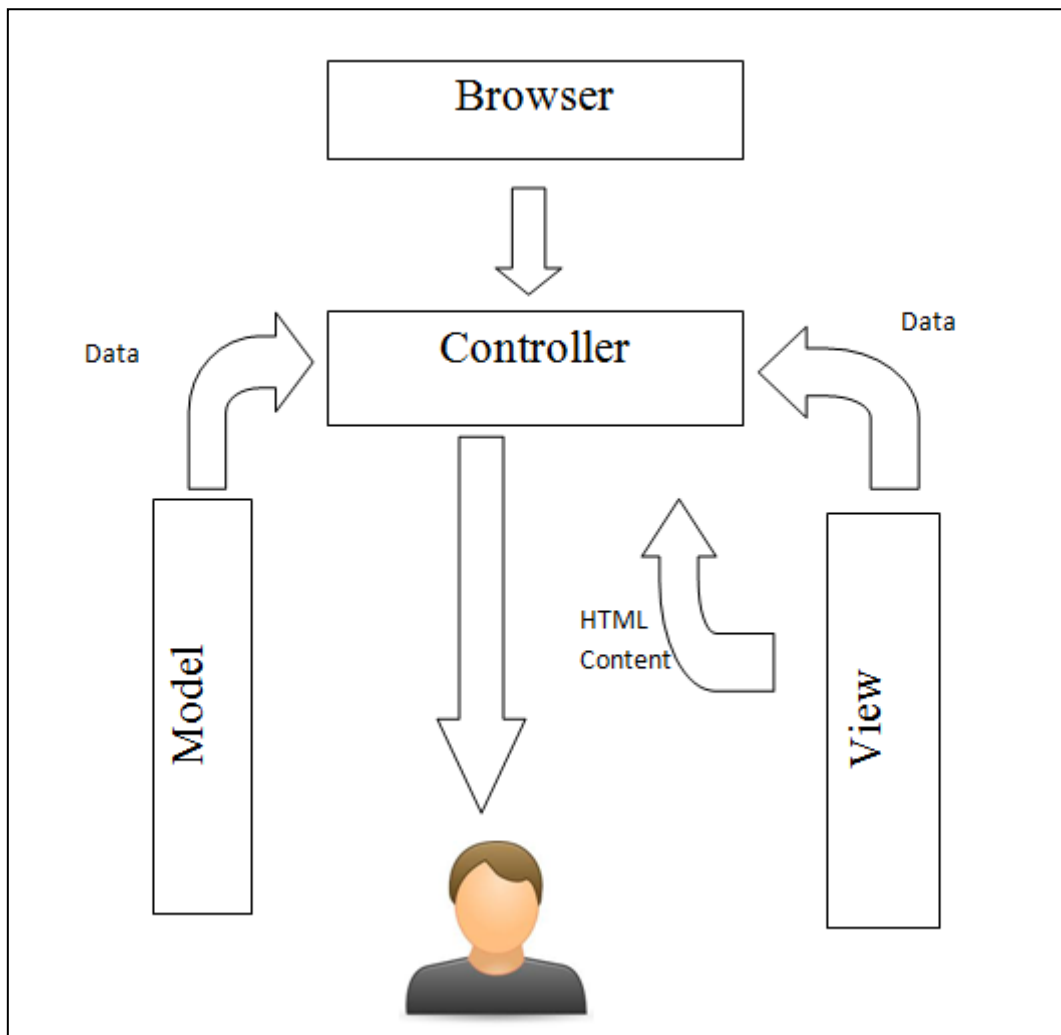 Browser
Controller
Data
Data
HTML
Content
Model
View